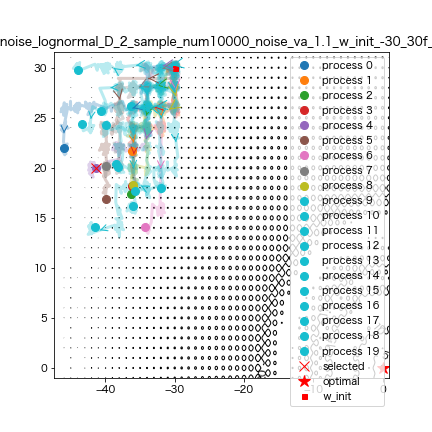 noise_lognormal_D_2_sample_num10000_noise_va_1.1_w_init_-30_30f_
30
25
20
15
10
5
0
−40
−30
−20
0
process 0
process 1
process 2
process 3
process 4
process 5
process 6
process 7
process 8
process 9
process 10
process 11
process 12
process 13
process 14
process 15
process 16
process 17
process 18
process 19
selected
optimal
w_init